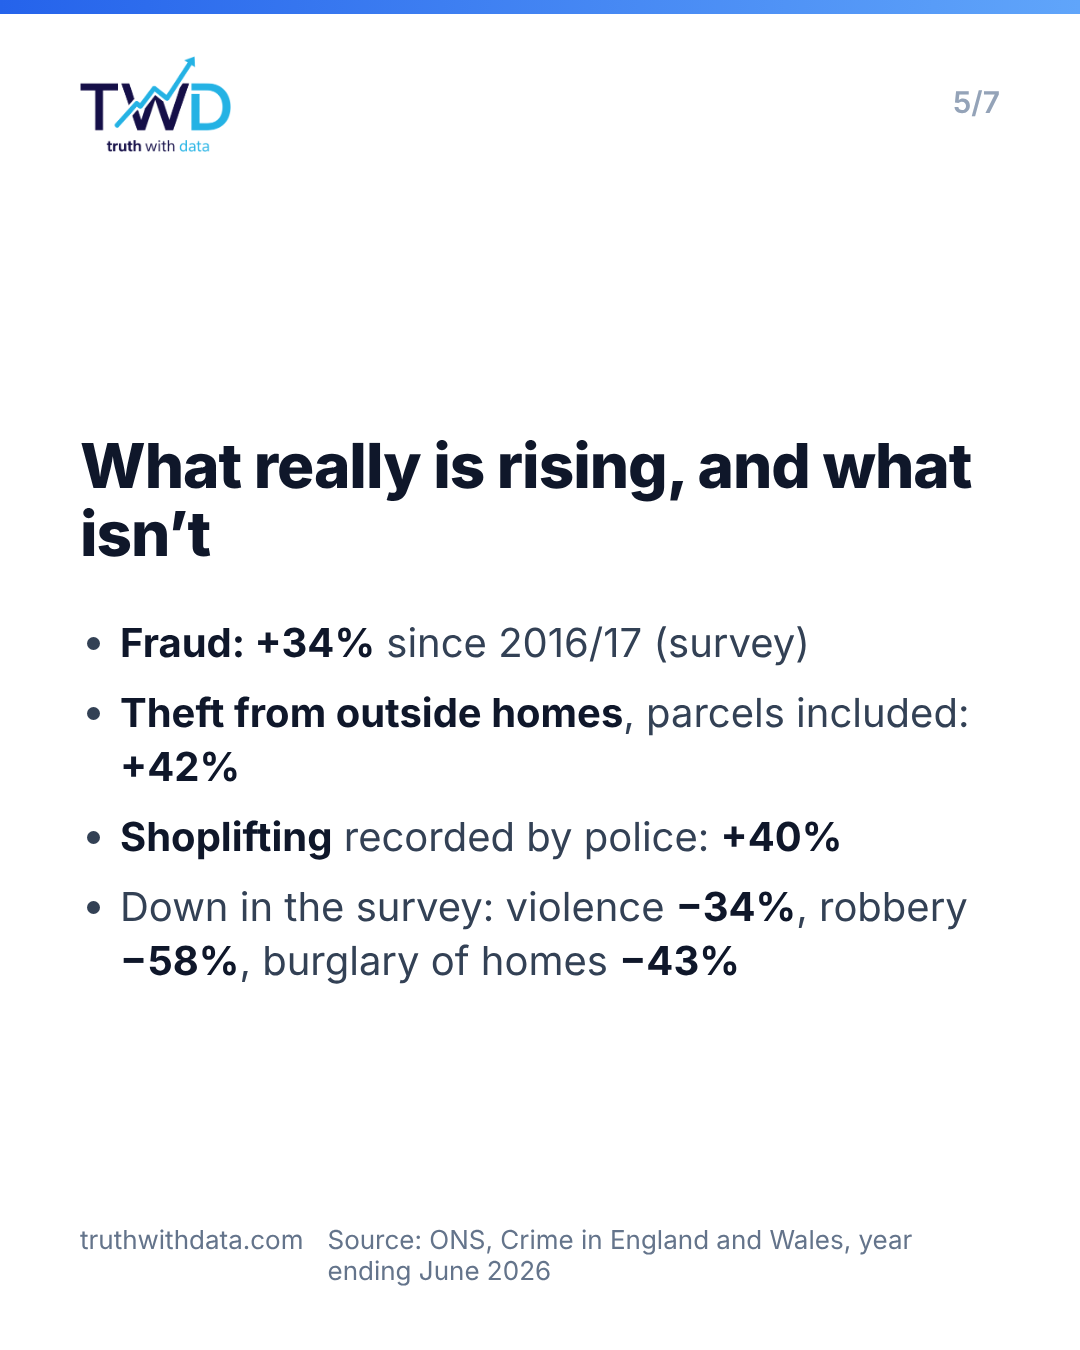 TWD
truth with data
5/7
What really is rising, and what
isn’t
• Fraud: +34% since 2016/17 (survey)
• Theft from outside homes, parcels included:
+42%
• Shoplifting recorded by police: +40%
• Down in the survey: violence −34%, robbery
−58%, burglary of homes −43%
truthwithdata.com
Source: ONS, Crime in England and Wales, year
ending June 2026